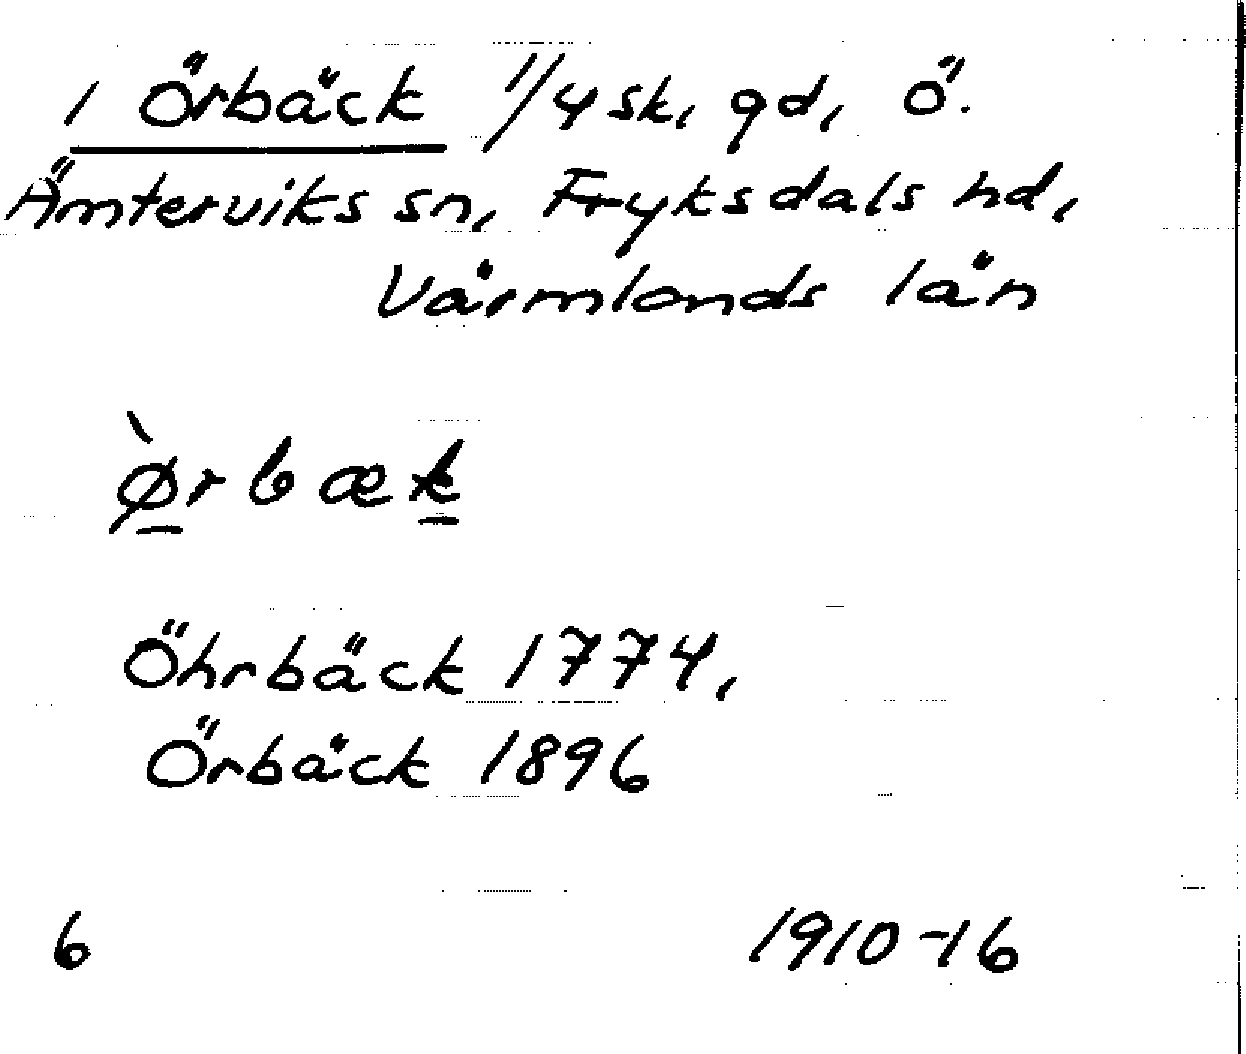 1 Örbäck 1/4 sk, gd, Ö.
Ämterviks sn, Fryksdals hd,
Värmlands län
Ø̀rbæk
Öhrbäck 1774,
Örbäck 1896
6 1910-16